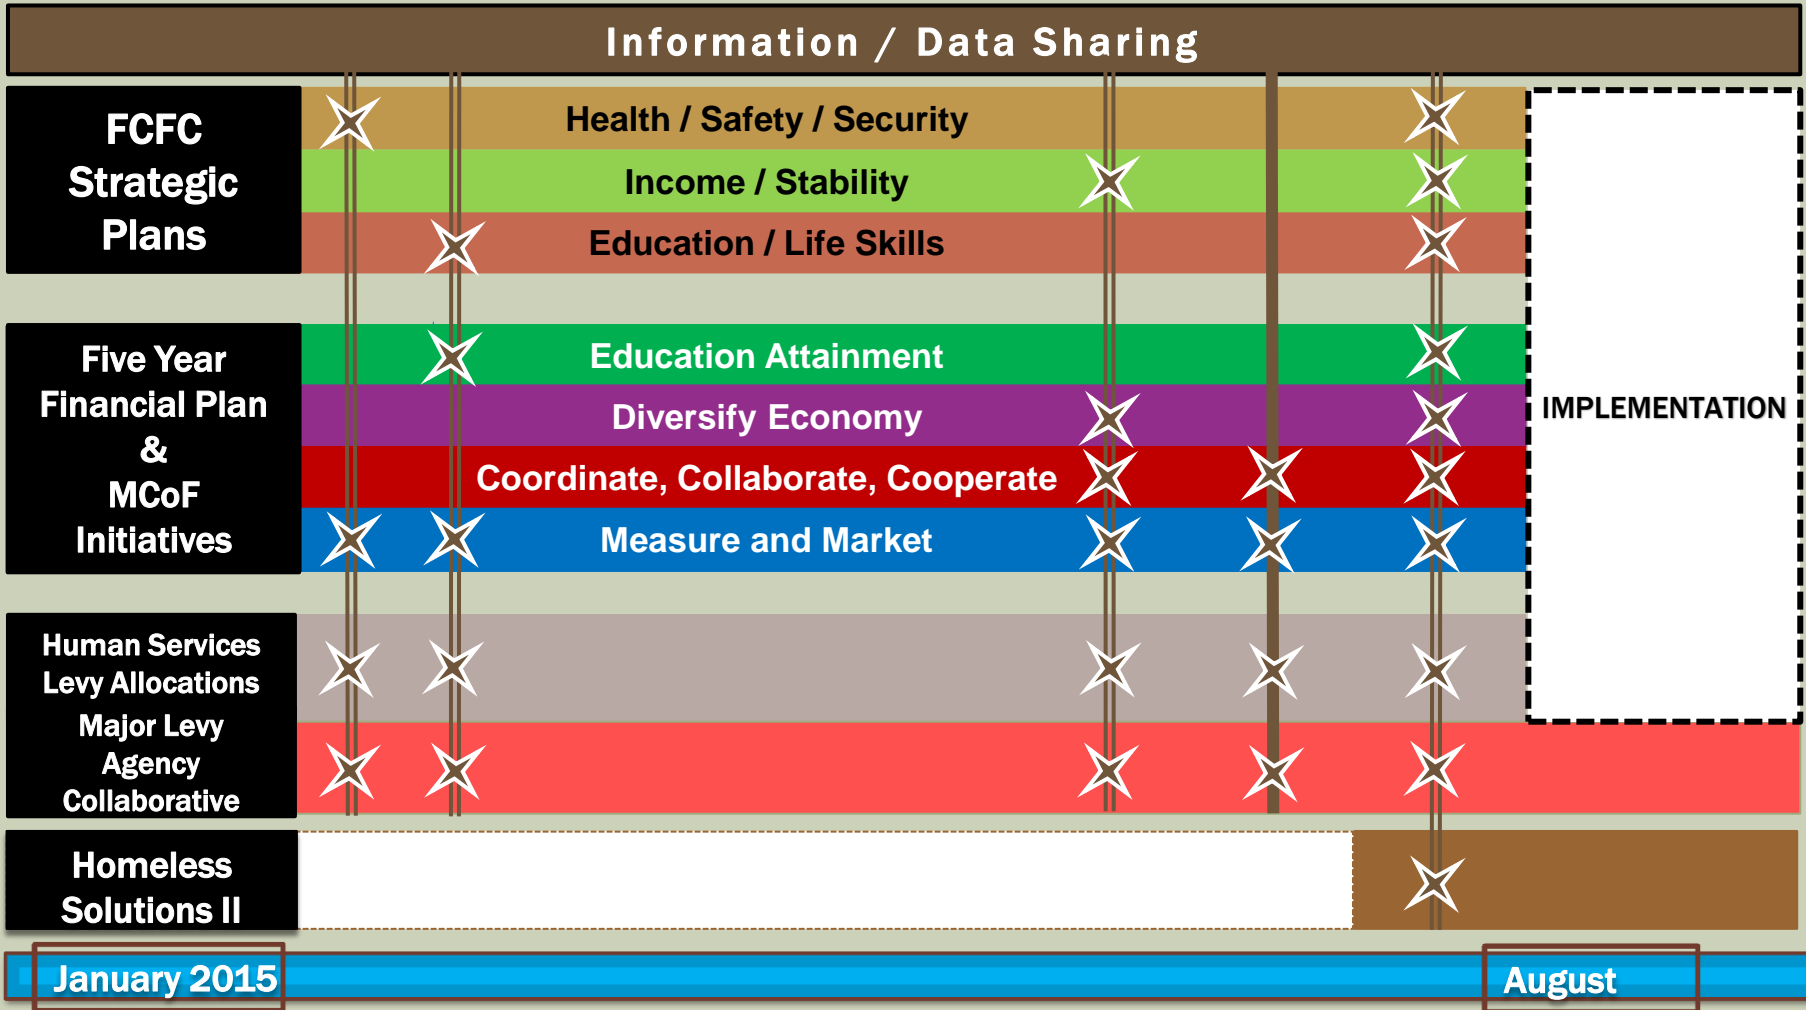 Information / Data Sharing
FCFC
Strategic
Plans
Health / Safety / Security
Income / Stability
Education / Life Skills
Five Year
Financial Plan
&
MCoF
Initiatives
Education Attainment
Diversify Economy
Coordinate, Collaborate, Cooperate
Measure and Market
IMPLEMENTATION
Human Services
Levy Allocations
Major Levy
Agency
Collaborative
Homeless
Solutions II
January 2015
August